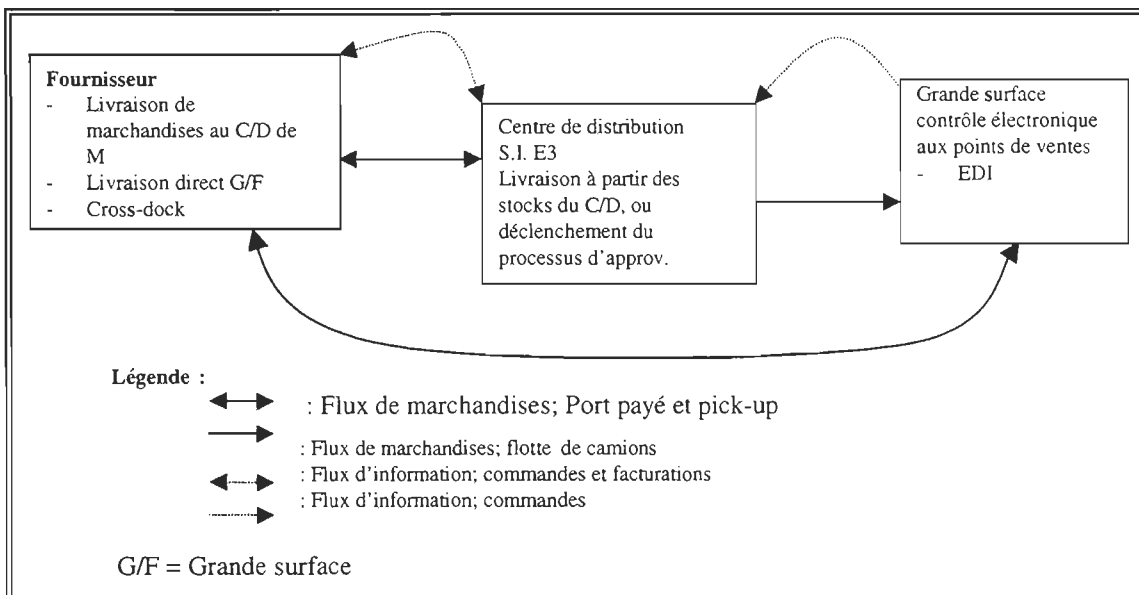 Fournisseur
- Livraison de
marchandises au C/D de
M
- Livraison direct G/F
- Cross-dock
Centre de distribution
S.I. E3
Livraison à partir des
stocks du C/D, ou
déclenchement du
processus d'approv.
Grande surface
contrôle électronique
aux points de ventes
- EDI
Légende :
: Flux de marchandises; Port payé et pick-up
: Flux de marchandises; flotte de camions
: Flux d'information; commandes et facturations
: Flux d'information; commandes
G/F = Grande surface